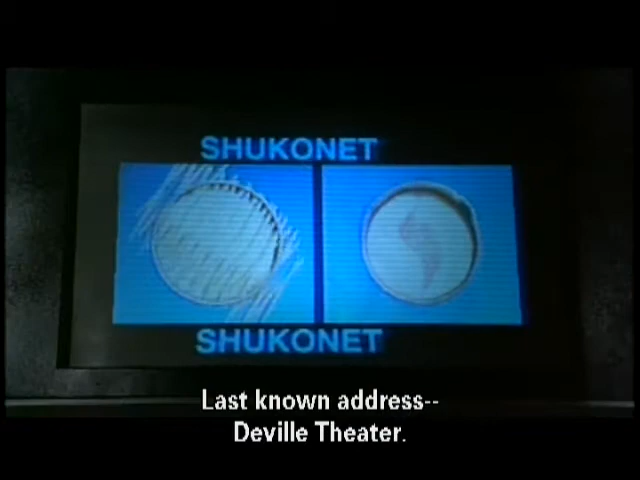 SHUKONET
SHUKONET
Last known address--
Deville Theater.